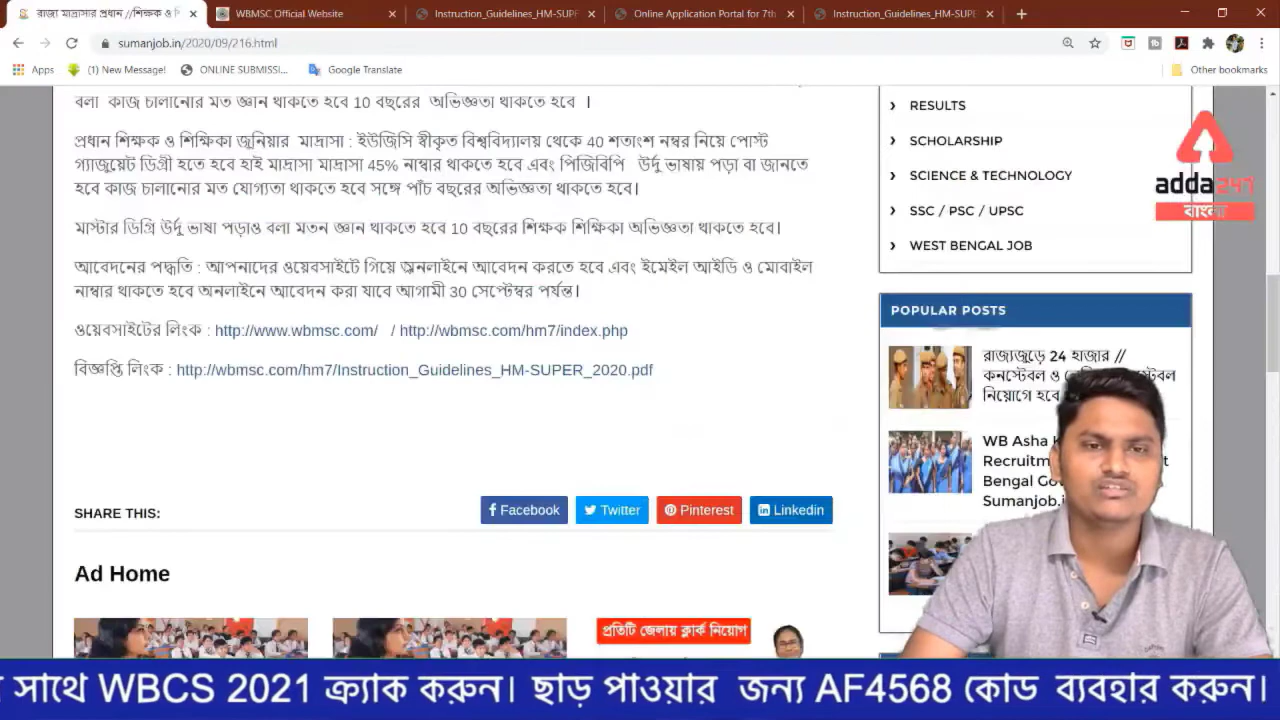 রাজ্য মাদ্রাসার প্রধান //শিক্ষক ও শি
WBMSC Official Website
Instruction_Guidelines_HM-SUPE
Online Application Portal for 7th
Instruction_Guidelines_HM-SUPE
sumanjob.in/2020/09/216.html
Apps
(1) New Message!
ONLINE SUBMISSI...
Google Translate
Other bookmarks
বলা কাজ চালানোর মত জ্ঞান থাকতে হবে 10 বছরের অভিজ্ঞতা থাকতে হবে ।
প্রধান শিক্ষক ও শিক্ষিকা জুনিয়ার মাদ্রাসা : ইউজিসি স্বীকৃত বিশ্ববিদ্যালয় থেকে 40 শতাংশ নম্বর নিয়ে পোস্ট
গ্যাজুয়েট ডিগ্রী হতে হবে হাই মাদ্রাসা মাদ্রাসা 45% নাম্বার থাকতে হবে এবং পিজিবিপি উর্দু ভাষায় পড়া বা জানতে
হবে কাজ চালানোর মত যোগ্যতা থাকতে হবে সঙ্গে পাঁচ বছরের অভিজ্ঞতা থাকতে হবে।
মাস্টার ডিগ্রি উর্দু ভাষা পড়াও বলা মতন জ্ঞান থাকতে হবে 10 বছরের শিক্ষক শিক্ষিকা অভিজ্ঞতা থাকতে হবে।
আবেদনের পদ্ধতি : আপনাদের ওয়েবসাইটে গিয়ে অনলাইনে আবেদন করতে হবে এবং ইমেইল আইডি ও মোবাইল
নাম্বার থাকতে হবে অনলাইনে আবেদন করা যাবে আগামী 30 সেপ্টেম্বর পর্যন্ত।
ওয়েবসাইটের লিংক : http://www.wbmsc.com/ / http://wbmsc.com/hm7/index.php
বিজ্ঞপ্তি লিংক : http://wbmsc.com/hm7/Instruction_Guidelines_HM-SUPER_2020.pdf
SHARE THIS:
Facebook
Twitter
Pinterest
Linkedin
Ad Home
প্রতিটি জেলায় ক্লার্ক নিয়োগ
RESULTS
SCHOLARSHIP
SCIENCE & TECHNOLOGY
SSC / PSC / UPSC
WEST BENGAL JOB
adda247
বাংলা
POPULAR POSTS
রাজ্যজুড়ে 24 হাজার //
কনস্টেবল ও
নিয়োগে হবে
WB Asha
Recruitm
Bengal Go
Sumanjob.i
র সাথে WBCS 2021 ক্র্যাক করুন। ছাড় পাওয়ার জন্য AF4568 কোড ব্যবহার করুন।